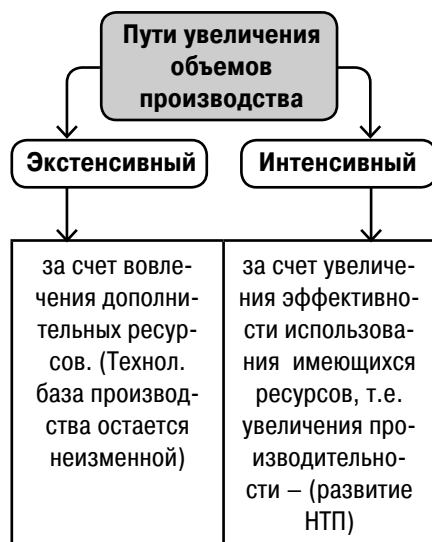 Пути увеличения
объемов
производства
Экстенсивный
Интенсивный
за счет вовле-
чения дополни-
тельных ресур-
сов. (Технол.
база производ-
ства остается
неизменной)
за счет увеличе-
ния эффективно-
сти использова-
ния имеющихся
ресурсов, т.е.
увеличения про-
изводительно-
сти – (развитие
НТП)